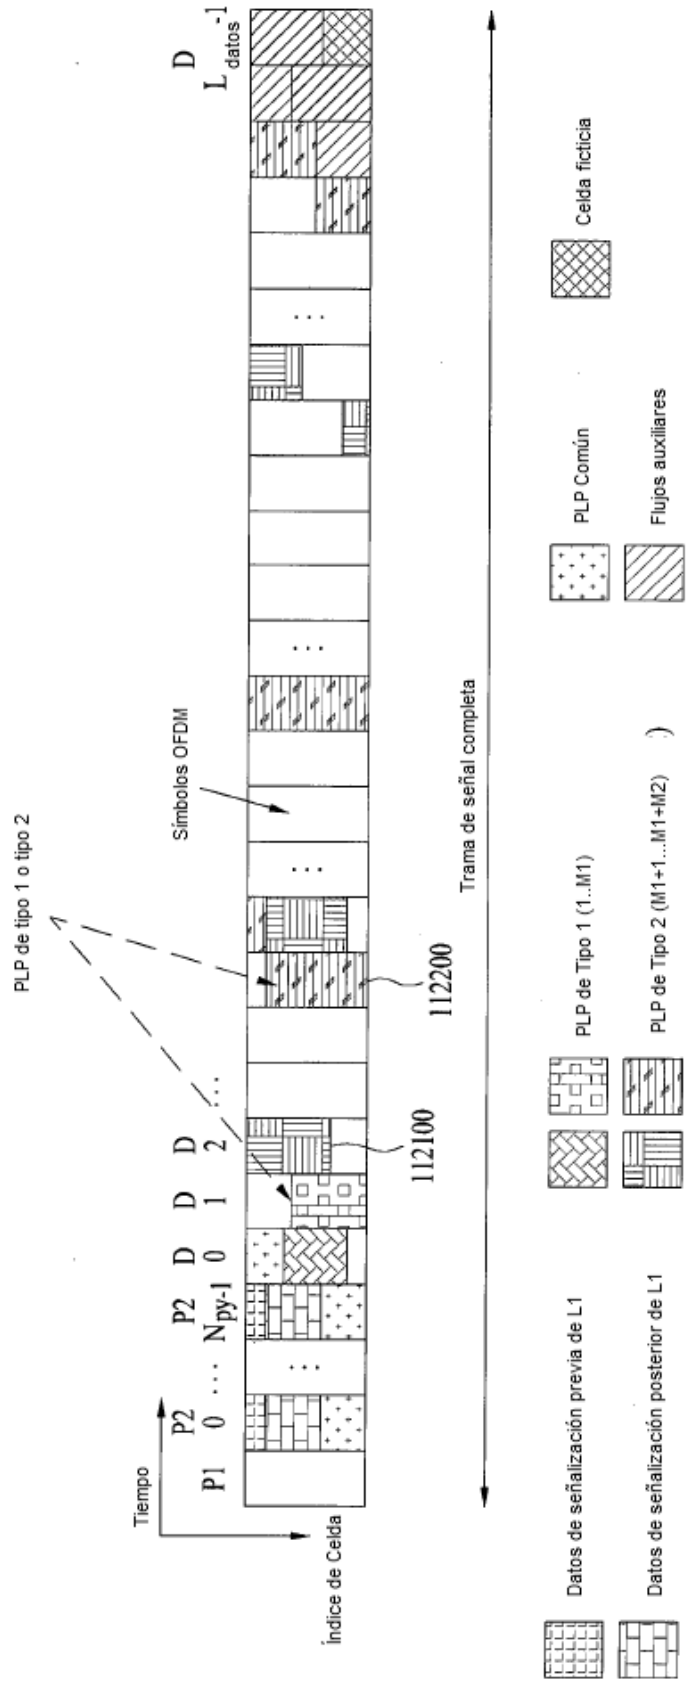 PLP de tipo 1 o tipo 2
Símbolos OFDM
Tiempo
Índice de Celda
P1
P2
0
...
P2
Npy-1
D
0
D
1
D
2
...
D
L datos -1
...
...
...
...
112100
112200
Trama de señal completa
Datos de señalización previa de L1
Datos de señalización posterior de L1
PLP de Tipo 1 (1..M1)
PLP de Tipo 2 (M1+1...M1+M2)
)
PLP Común
Flujos auxiliares
Celda ficticia